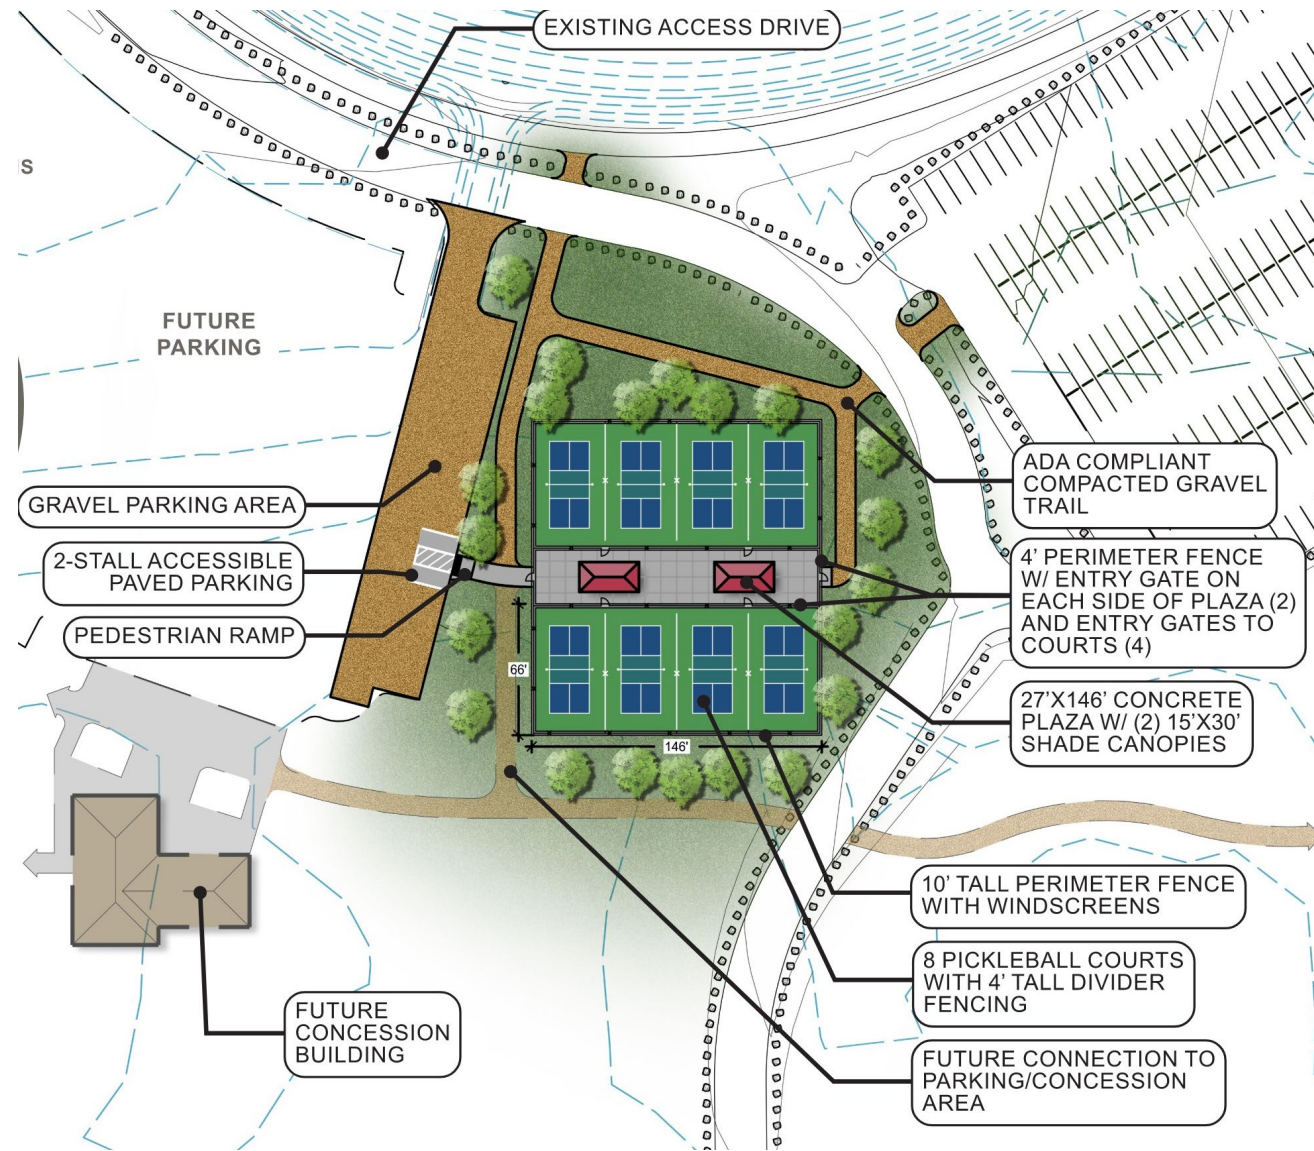 EXISTING ACCESS DRIVE
S
FUTURE
PARKING
GRAVEL PARKING AREA
2-STALL ACCESSIBLE
PAVED PARKING
PEDESTRIAN RAMP
ADA COMPLIANT
COMPACTED GRAVEL
TRAIL
4’ PERIMETER FENCE
W/ ENTRY GATE ON
EACH SIDE OF PLAZA (2)
AND ENTRY GATES TO
COURTS (4)
66'
146'
27’X146’ CONCRETE
PLAZA W/ (2) 15’X30’
SHADE CANOPIES
10’ TALL PERIMETER FENCE
WITH WINDSCREENS
8 PICKLEBALL COURTS
WITH 4’ TALL DIVIDER
FENCING
FUTURE
CONCESSION
BUILDING
FUTURE CONNECTION TO
PARKING/CONCESSION
AREA